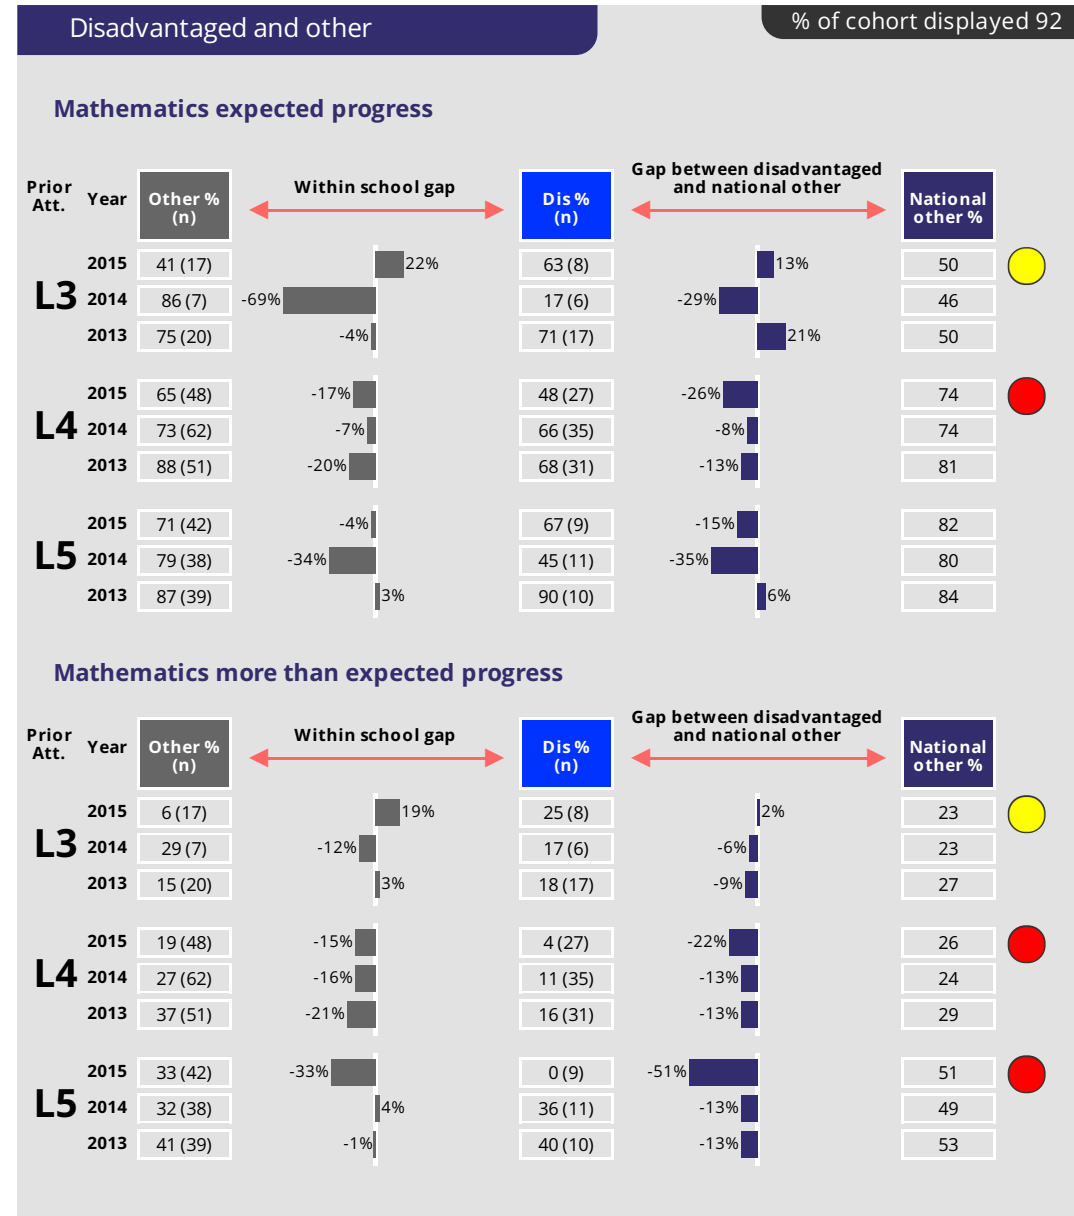 Disadvantaged and other
% of cohort displayed 92
Mathematics expected progress
Prior Att.
Year
Other % (n)
Within school gap
Dis % (n)
Gap between disadvantaged and national other
National other %
L3
2015 41 (17) 22% 63 (8) 13% 50
2014 86 (7) -69% 17 (6) -29% 46
2013 75 (20) -4% 71 (17) 21% 50
L4
2015 65 (48) -17% 48 (27) -26% 74
2014 73 (62) -7% 66 (35) -8% 74
2013 88 (51) -20% 68 (31) -13% 81
L5
2015 71 (42) -4% 67 (9) -15% 82
2014 79 (38) -34% 45 (11) -35% 80
2013 87 (39) 3% 90 (10) 6% 84
Mathematics more than expected progress
Prior Att.
Year
Other % (n)
Within school gap
Dis % (n)
Gap between disadvantaged and national other
National other %
L3
2015 6 (17) 19% 25 (8) 2% 23
2014 29 (7) -12% 17 (6) -6% 23
2013 15 (20) 3% 18 (17) -9% 27
L4
2015 19 (48) -15% 4 (27) -22% 26
2014 27 (62) -16% 11 (35) -13% 24
2013 37 (51) -21% 16 (31) -13% 29
L5
2015 33 (42) -33% 0 (9) -51% 51
2014 32 (38) 4% 36 (11) -13% 49
2013 41 (39) -1% 40 (10) -13% 53